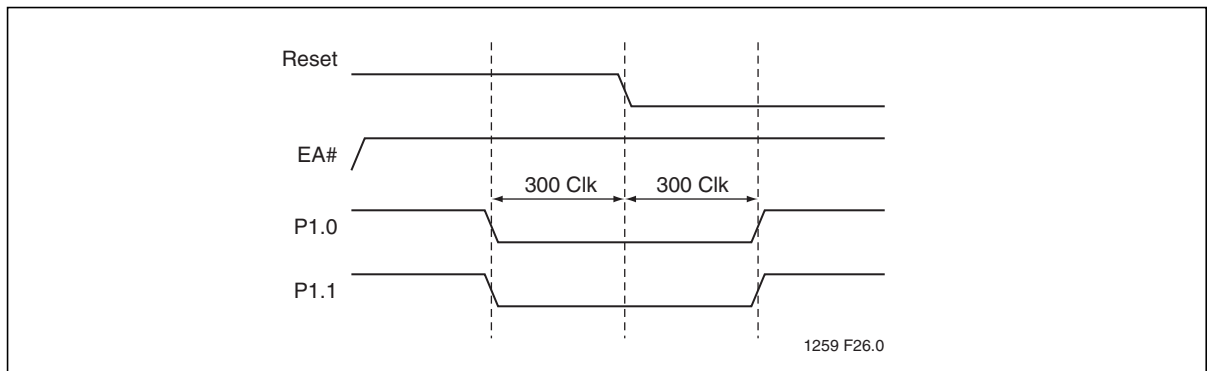 Reset
EA#
300 Clk 300 Clk
P1.0
P1.1
1259 F26.0